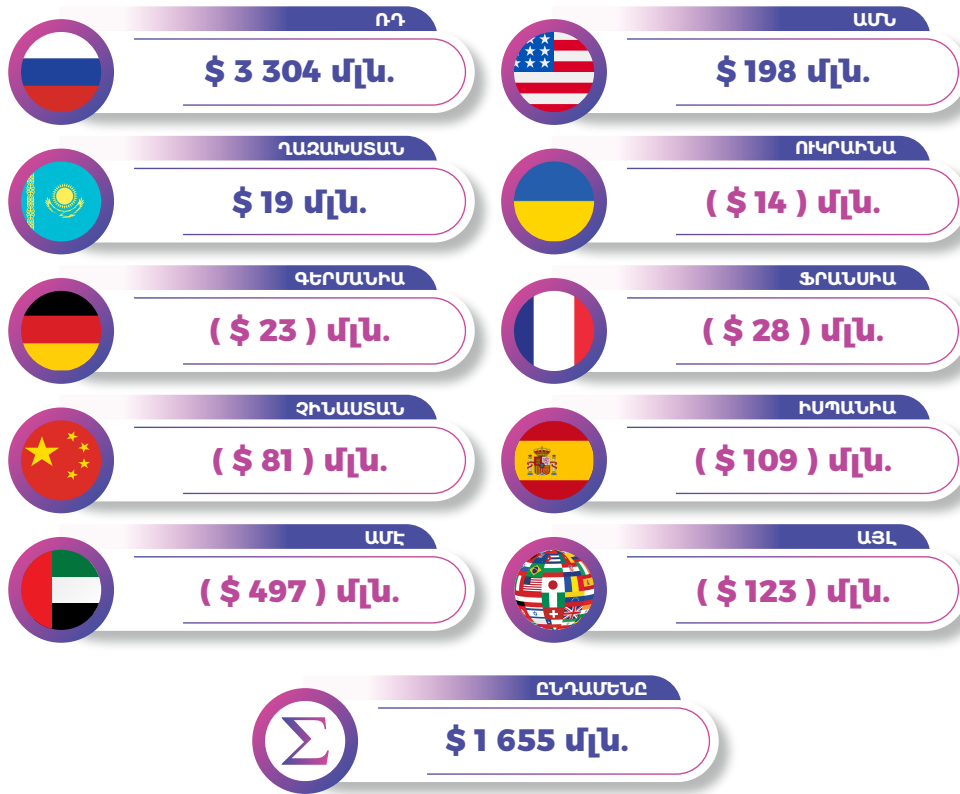 ՌԴ
$ 3 304 մլն.
ԱՄՆ
$ 198 մլն.
ՂԱԶԱԽՍՏԱՆ
$ 19 մլն.
ՈՒԿՐԱԻՆԱ
( $ 14 ) մլն.
ԳԵՐՄԱՆԻԱ
( $ 23 ) մլն.
ՖՐԱՆՍԻԱ
( $ 28 ) մլն.
ՉԻՆԱՍՏԱՆ
( $ 81 ) մլն.
ԻՍՊԱՆԻԱ
( $ 109 ) մլն.
ԱՄԷ
( $ 497 ) մլն.
ԱՅԼ
( $ 123 ) մլն.
ԸՆԴԱՄԵՆԸ
Σ
$ 1 655 մլն.